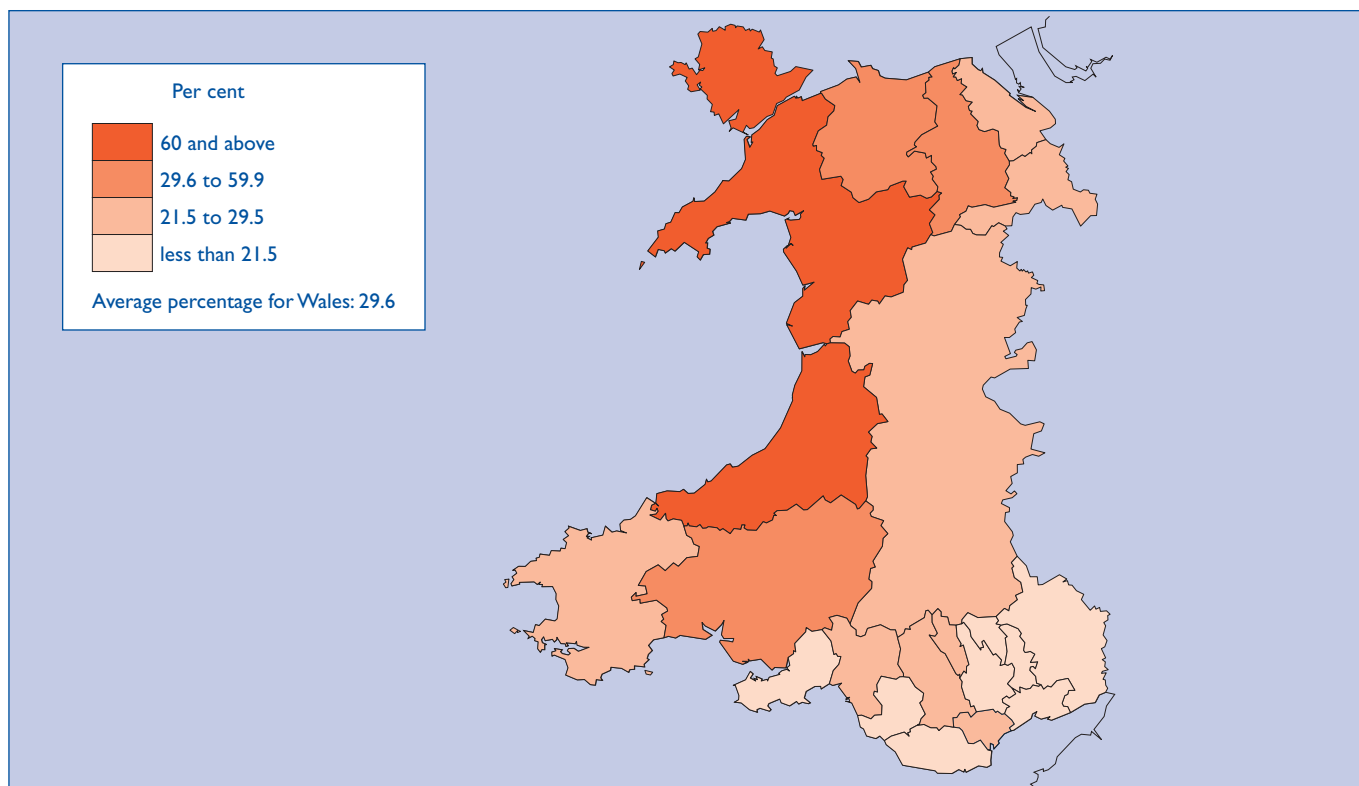 Per cent
60 and above
29.6 to 59.9
21.5 to 29.5
less than 21.5
Average percentage for Wales: 29.6